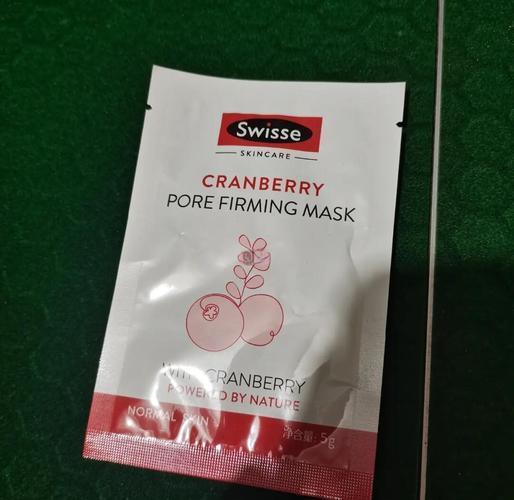 Swisse
SKINCARE
CRANBERRY
PORE FIRMING MASK
WITH CRANBERRY
POWERED BY NATURE
NORMAL SKIN
净含量: 5g